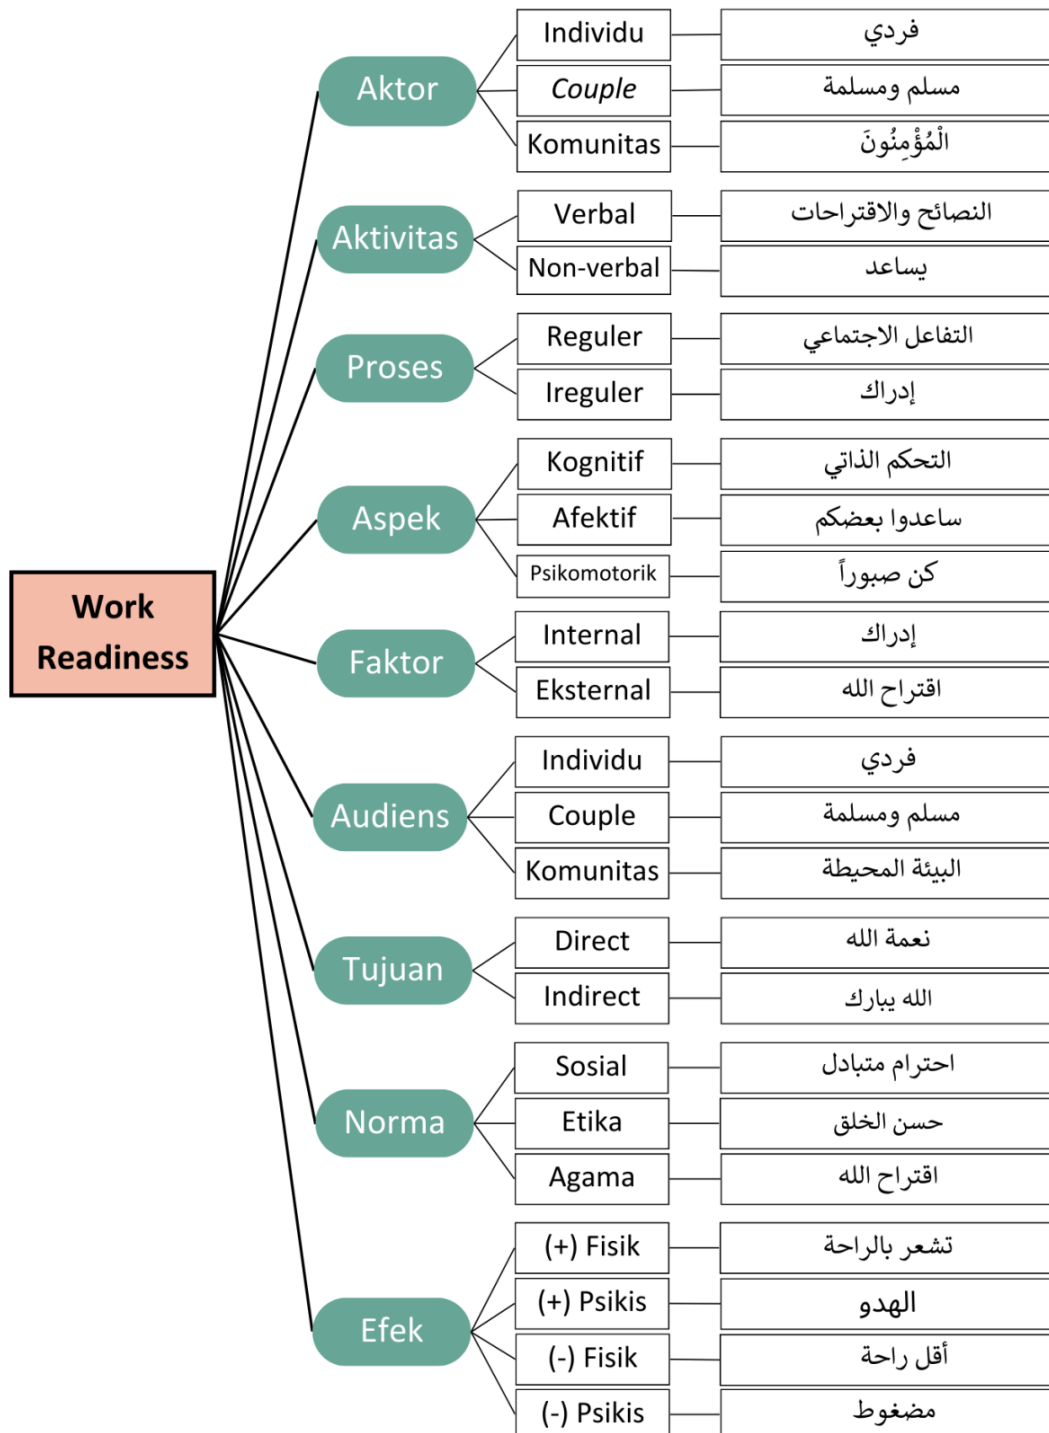 Work
Readiness
Aktor
Individu
فردي
Couple
مسلم ومسلمة
Komunitas
الْمُؤْمِنُونَ
Aktivitas
Verbal
النصائح والاقتراحات
Non-verbal
يساعد
Proses
Reguler
التفاعل الاجتماعي
Ireguler
إدراك
Aspek
Kognitif
التحكم الذاتي
Afektif
ساعدوا بعضكم
Psikomotorik
كن صبوراً
Faktor
Internal
إدراك
Eksternal
اقتراح الله
Audiens
Individu
فردي
Couple
مسلم ومسلمة
Komunitas
البيئة المحيطة
Tujuan
Direct
نعمة الله
Indirect
الله يبارك
Norma
Sosial
احترام متبادل
Etika
حسن الخلق
Agama
اقتراح الله
Efek
(+) Fisik
تشعر بالراحة
(+) Psikis
الهدو
(-) Fisik
أقل راحة
(-) Psikis
مضغوط